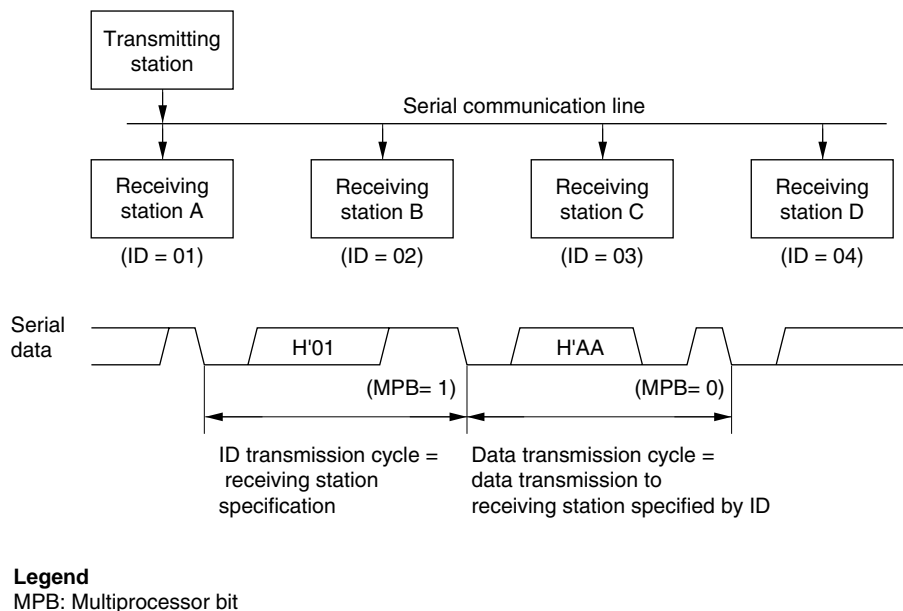 Transmitting
station
Serial communication line
Receiving
station A
Receiving
station B
Receiving
station C
Receiving
station D
(ID = 01)
(ID = 02)
(ID = 03)
(ID = 04)
Serial
data
H'01
H'AA
(MPB= 1)
(MPB= 0)
ID transmission cycle =
receiving station
specification
Data transmission cycle =
data transmission to
receiving station specified by ID
Legend
MPB: Multiprocessor bit